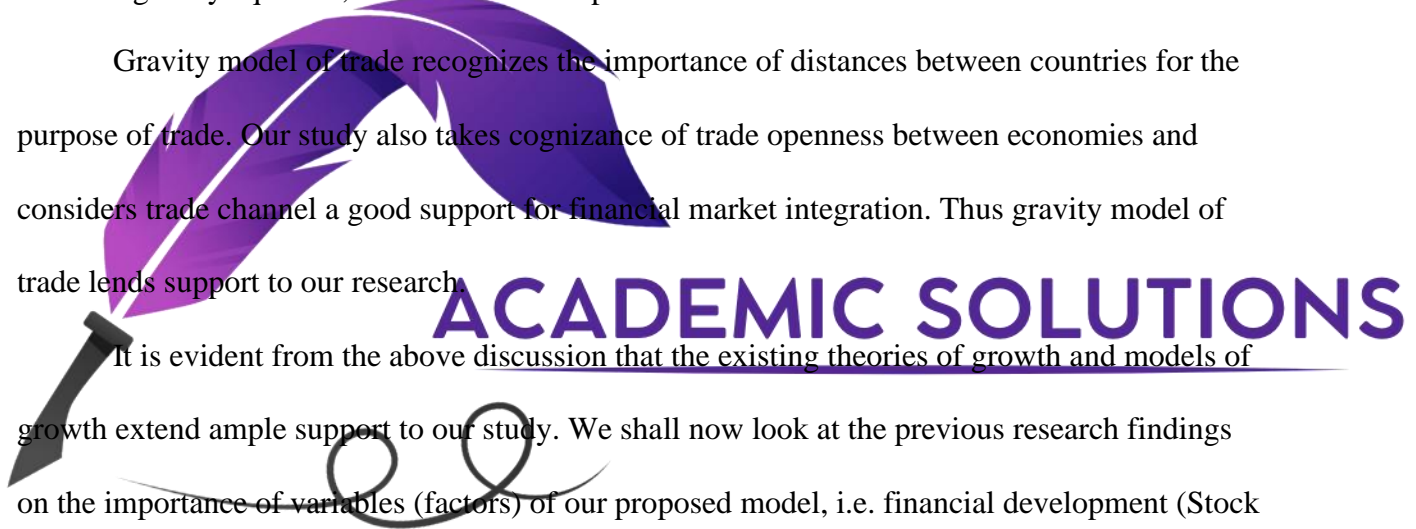 Gravity model of trade recognizes the importance of distances between countries for the
purpose of trade. Our study also takes cognizance of trade openness between economies and
considers trade channel a good support for financial market integration. Thus gravity model of
trade lends support to our research.
ACADEMIC SOLUTIONS
It is evident from the above discussion that the existing theories of growth and models of
growth extend ample support to our study. We shall now look at the previous research findings
on the importance of variables (factors) of our proposed model, i.e. financial development (Stock